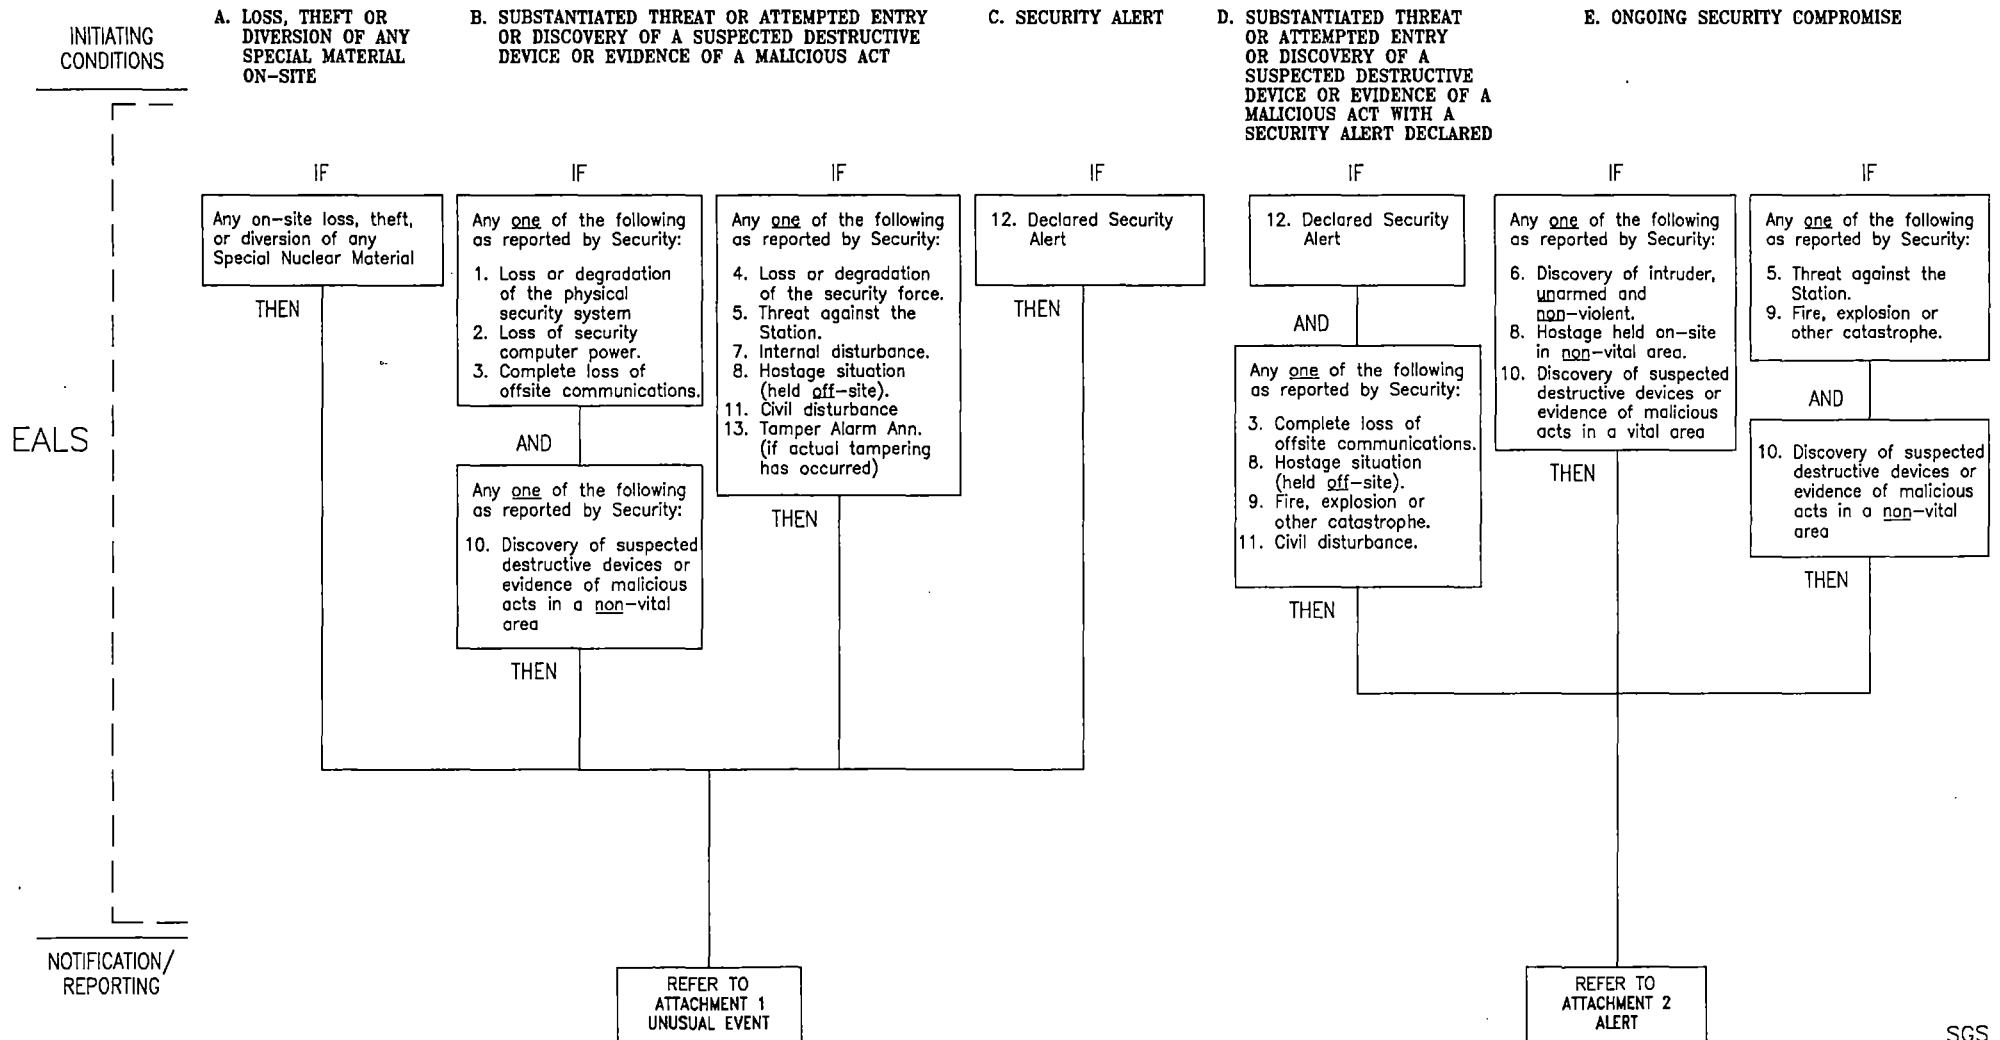 INITIATING
CONDITIONS
A. LOSS, THEFT OR
DIVERSION OF ANY
SPECIAL MATERIAL
ON-SITE
B. SUBSTANTIATED THREAT OR ATTEMPTED ENTRY
OR DISCOVERY OF A SUSPECTED DESTRUCTIVE
DEVICE OR EVIDENCE OF A MALICIOUS ACT
C. SECURITY ALERT
D. SUBSTANTIATED THREAT
OR ATTEMPTED ENTRY
OR DISCOVERY OF A
SUSPECTED DESTRUCTIVE
DEVICE OR EVIDENCE OF A
MALICIOUS ACT WITH A
SECURITY ALERT DECLARED
E. ONGOING SECURITY COMPROMISE
EALS
IF
Any on-site loss, theft,
or diversion of any
Special Nuclear Material
THEN
IF
Any one of the following
as reported by Security:
1. Loss or degradation
of the physical
security system
2. Loss of security
computer power.
3. Complete loss of
offsite communications.
AND
Any one of the following
as reported by Security:
10. Discovery of suspected
destructive devices or
evidence of malicious
acts in a non-vital
area
THEN
IF
Any one of the following
as reported by Security:
4. Loss or degradation
of the security force.
5. Threat against the
Station.
7. Internal disturbance.
8. Hostage situation
(held off-site).
11. Civil disturbance
13. Tamper Alarm Ann.
(if actual tampering
has occurred)
THEN
IF
12. Declared Security
Alert
THEN
IF
12. Declared Security
Alert
AND
Any one of the following
as reported by Security:
3. Complete loss of
offsite communications.
8. Hostage situation
(held off-site).
9. Fire, explosion or
other catastrophe.
11. Civil disturbance.
THEN
IF
Any one of the following
as reported by Security:
6. Discovery of intruder,
unarmed and
non-violent.
8. Hostage held on-site
in non-vital area.
10. Discovery of suspected
destructive devices or
evidence of malicious
acts in a vital area
THEN
IF
Any one of the following
as reported by Security:
5. Threat against the
Station.
9. Fire, explosion or
other catastrophe.
AND
10. Discovery of suspected
destructive devices or
evidence of malicious
acts in a non-vital
area
THEN
NOTIFICATION/
REPORTING
REFER TO
ATTACHMENT 1
UNUSUAL EVENT
REFER TO
ATTACHMENT 2
ALERT
SGS